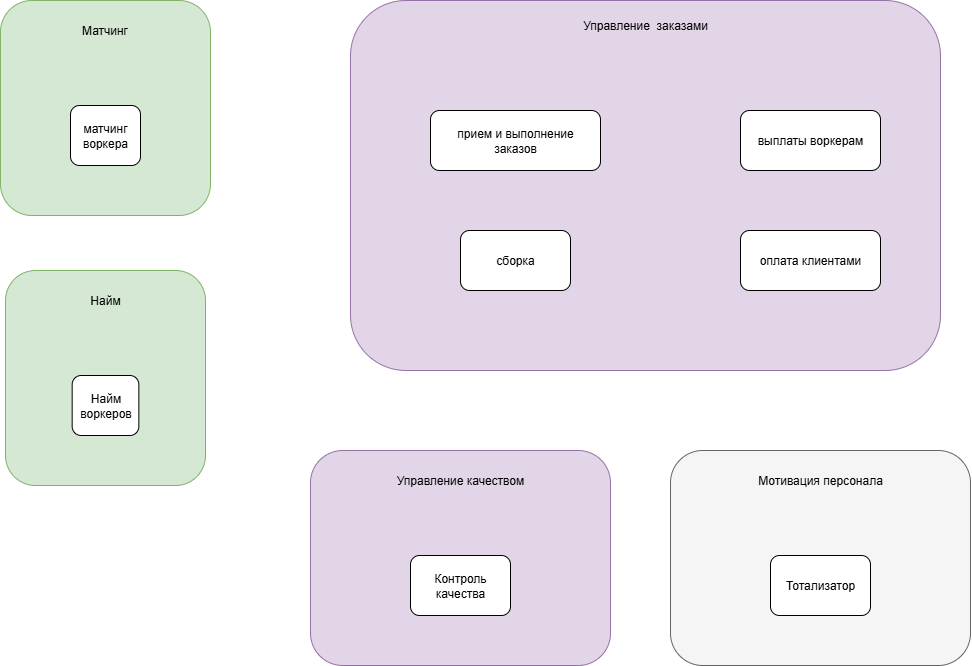 Матчинг
матчинг
воркера
Управление заказами
прием и выполнение
заказов
выплаты воркерам
сборка
оплата клиентами
Найм
Найм
воркеров
Управление качеством
Контроль
качества
Мотивация персонала
Тотализатор